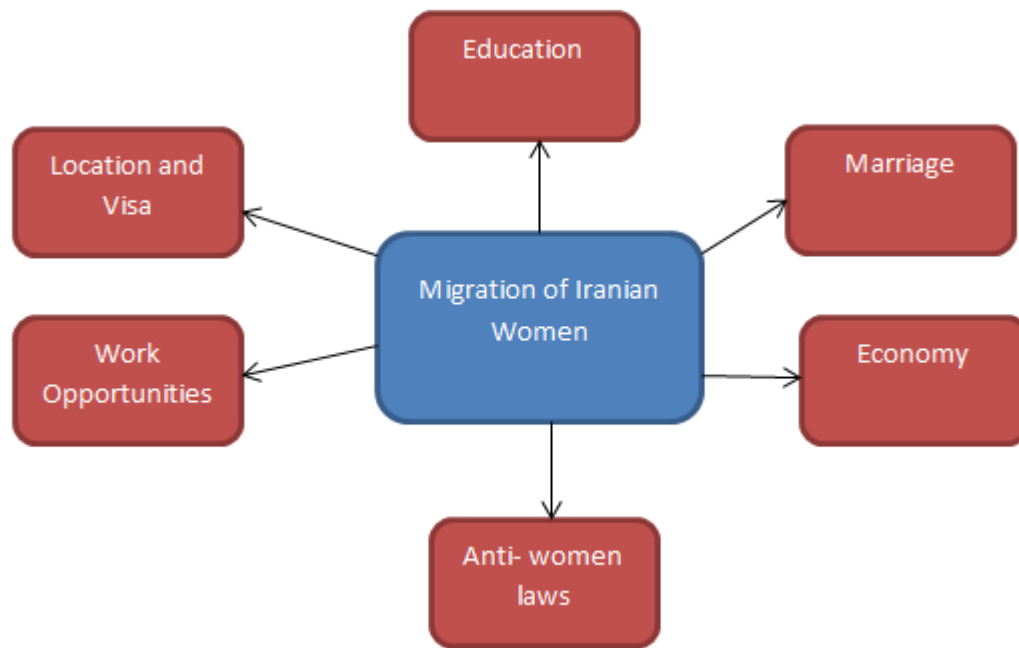 Education
Location and
Visa
Marriage
Migration of Iranian
Women
Work
Opportunities
Economy
Anti- women
laws